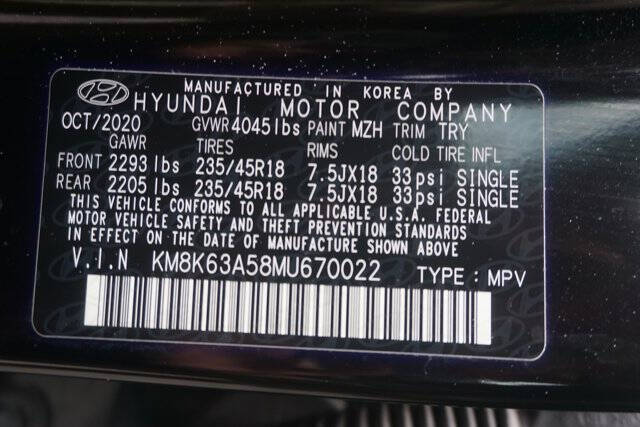 MANUFACTURED IN KOREA BY
HYUNDAI MOTOR COMPANY
OCT/2020 GVWR 4045 lbs PAINT MZH TRIM TRY
GAWR TIRES RIMS COLD TIRE INFL
FRONT 2293 lbs 235/45R18 7.5JX18 33psi SINGLE
REAR 2205 lbs 235/45R18 7.5JX18 33psi SINGLE
THIS VEHICLE CONFORMS TO ALL APPLICABLE U.S.A. FEDERAL
MOTOR VEHICLE SAFETY AND THEFT PREVENTION STANDARDS
IN EFFECT ON THE DATE OF MANUFACTURE SHOWN ABOVE
V.I.N KM8K63A58MU670022 TYPE : MPV